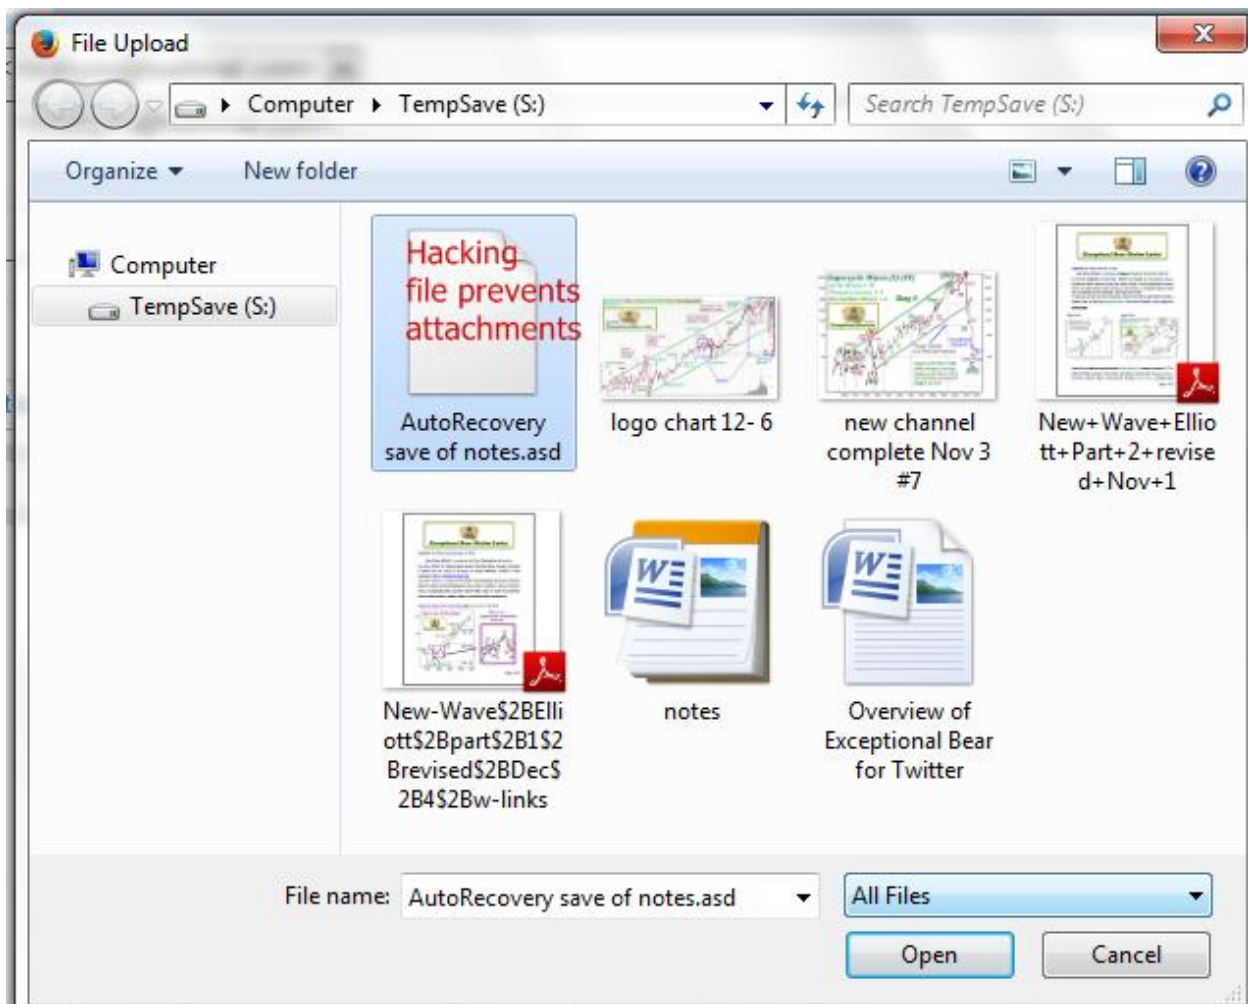 File Upload
Computer
TempSave (S:)
Search TempSave (S:)
Organize
New folder
Computer
TempSave (S:)
Hacking
file prevents
attachments
AutoRecovery
save of notes.asd
logo chart 12- 6
new channel
complete Nov 3
#7
New+Wave+Ellio
tt+Part+2+revise
d+Nov+1
New-Wave$2BElli
ott$2Bpart$2B1$2
Brevised$2BDec$
2B4$2Bw-links
notes
Overview of
Exceptional Bear
for Twitter
File name:
AutoRecovery save of notes.asd
All Files
Open
Cancel